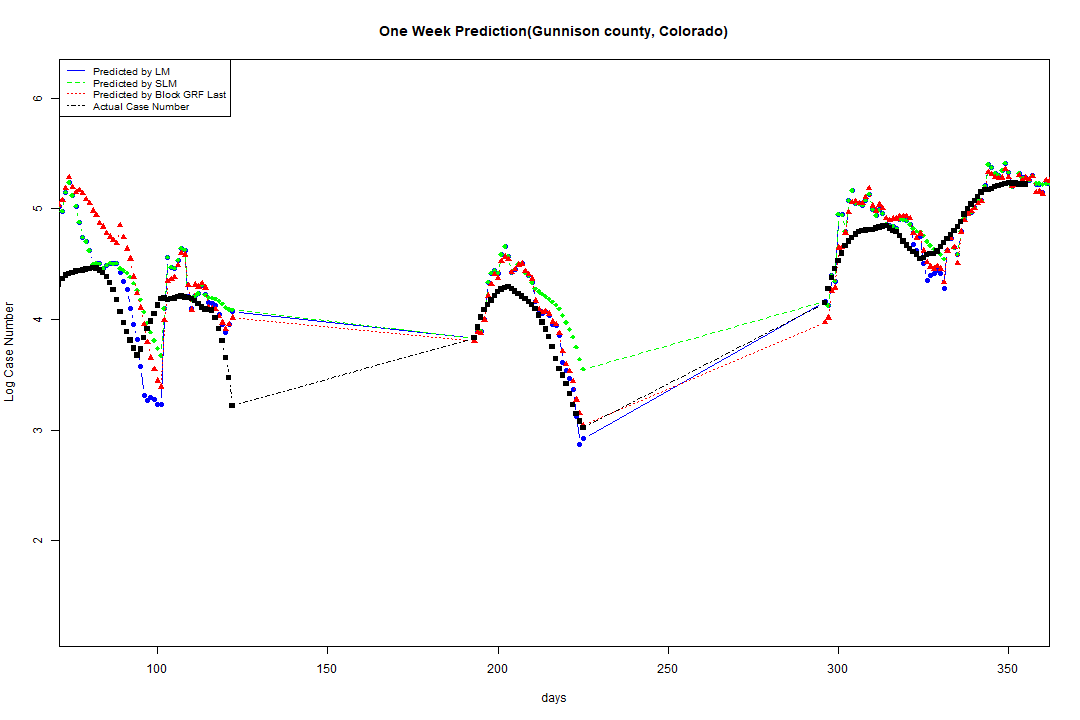 One Week Prediction(Gunnison county, Colorado)
Predicted by LM
Predicted by SLM
Predicted by Block GRF Last
Actual Case Number
6
5
4
3
2
Log Case Number
100 150 200 250 300 350
days